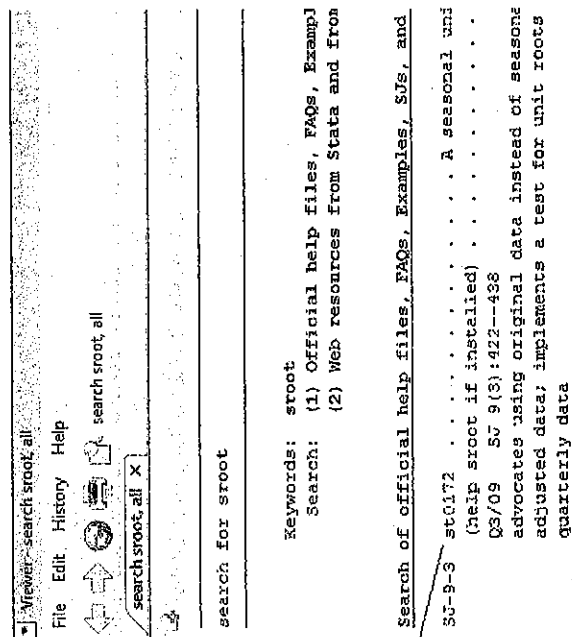 Viewer - search sroot, all
File Edit History Help
search sroot, all
search sroot, all ×
search for sroot
Keywords: sroot
Search: (1) Official help files, FAQs, Exampl
(2) Web resources from Stata and from
Search of official help files, FAQs, Examples, SJs, and
SJ-9-3 st0172 . . . . . . . . . . . . . . . . A seasonal uni
(help sroot if installed) . . . . . . . . . . . . . . . .
Q3/09 SJ 9(3):422--438
advocates using original data instead of seasona
adjusted data; implements a test for unit roots
quarterly data